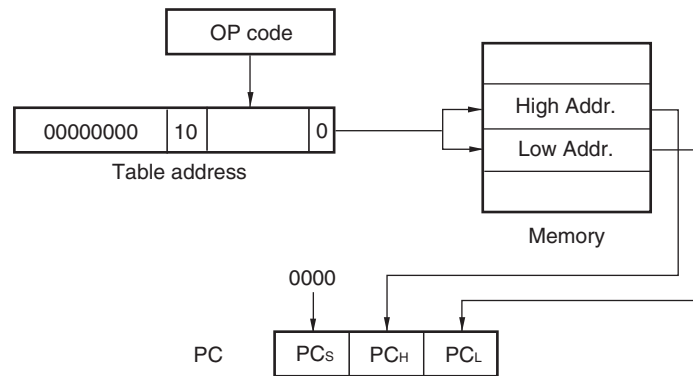 OP code
00000000 10 0
Table address
High Addr.
Low Addr.
Memory
0000
PC PCS PCH PCL